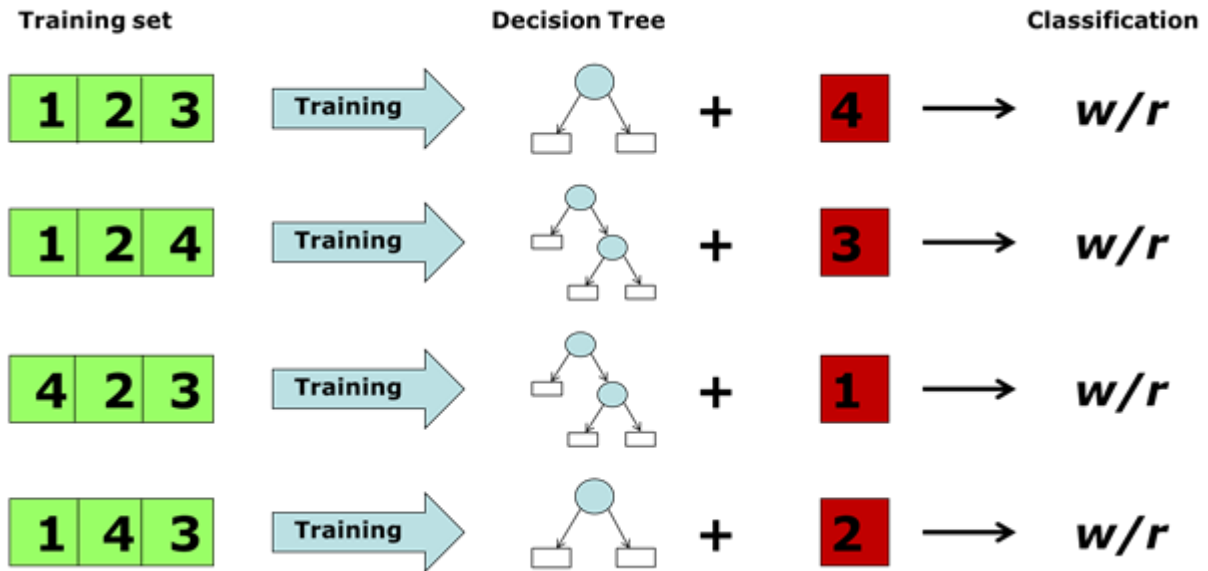 Training set Decision Tree Classification
1 2 3 Training + 4 w/r
1 2 4 Training + 3 w/r
4 2 3 Training + 1 w/r
1 4 3 Training + 2 w/r